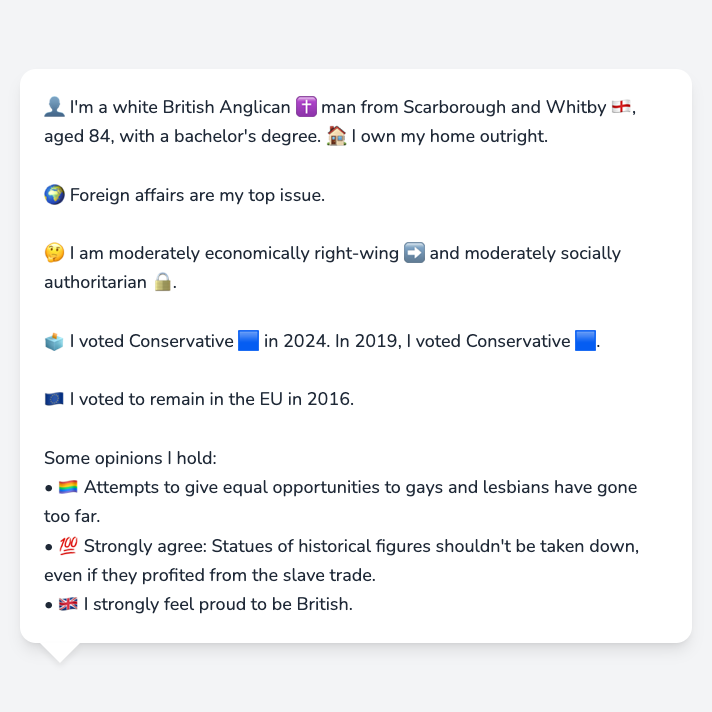 👤 I'm a white British Anglican ✝️ man from Scarborough and Whitby 🏴󠁧󠁢󠁥󠁮󠁧󠁿,
aged 84, with a bachelor's degree. 🏠 I own my home outright.
🌍 Foreign affairs are my top issue.
🤔 I am moderately economically right-wing ➡️ and moderately socially
authoritarian 🔒.
🗳️ I voted Conservative 🟦 in 2024. In 2019, I voted Conservative 🟦.
🇪🇺 I voted to remain in the EU in 2016.
Some opinions I hold:
• 🏳️‍🌈 Attempts to give equal opportunities to gays and lesbians have gone
too far.
• 💯 Strongly agree: Statues of historical figures shouldn't be taken down,
even if they profited from the slave trade.
• 🇬🇧 I strongly feel proud to be British.